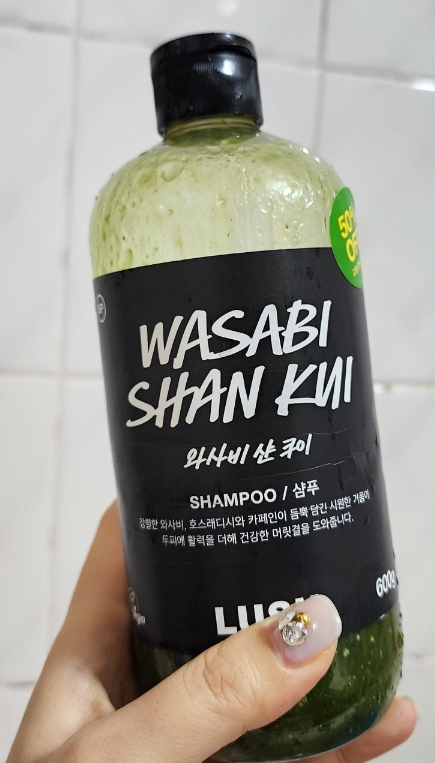 50%
WASABI
SHAN KUI
와사비 샨 쿠이
SHAMPOO / 샴푸
강렬한 와사비, 호스래디시와 카페인이 듬뿍 담긴 시원한 거품이
두피에 활력을 더해 건강한 머릿결을 도와줍니다.
600g
LUSH